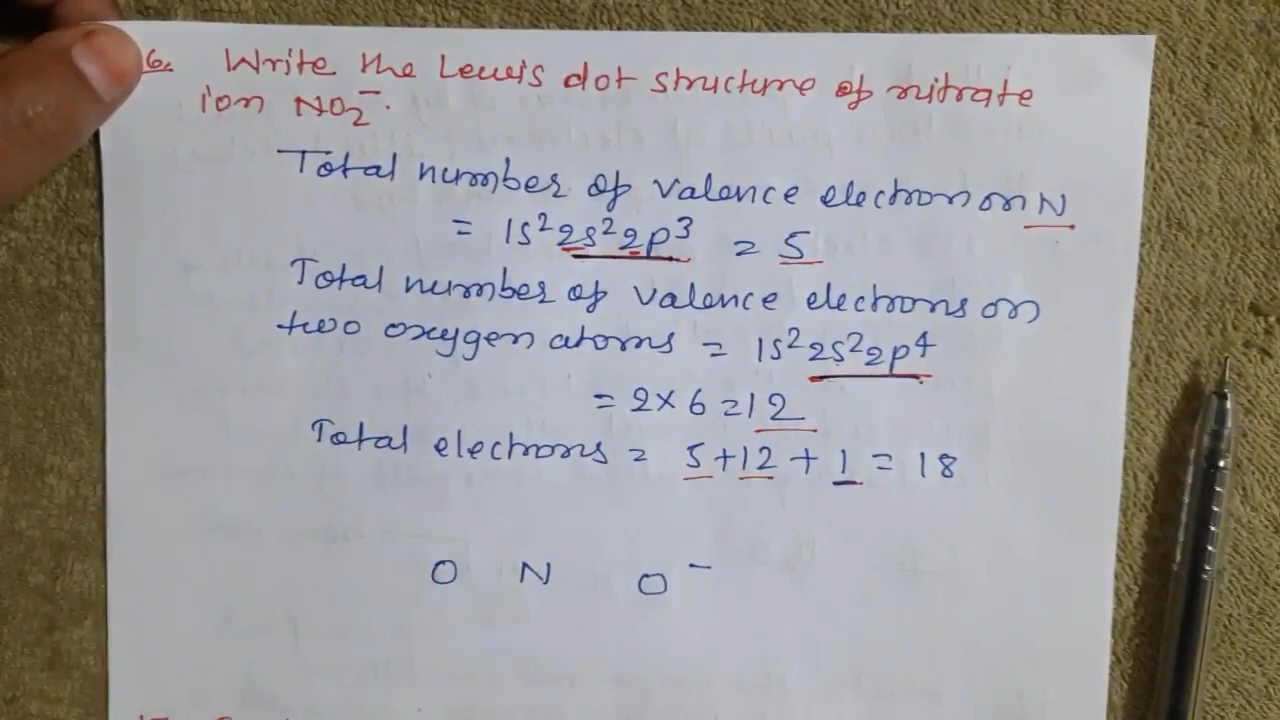 6. Write the Lewis dot structure of nitrate
ion NO₂⁻.
Total number of valence electron on N
= 1s²2s²2p³ = 5
Total number of valence electrons on
two oxygen atoms = 1s²2s²2p⁴
= 2×6=12
Total electrons = 5+12+1=18
O N O⁻